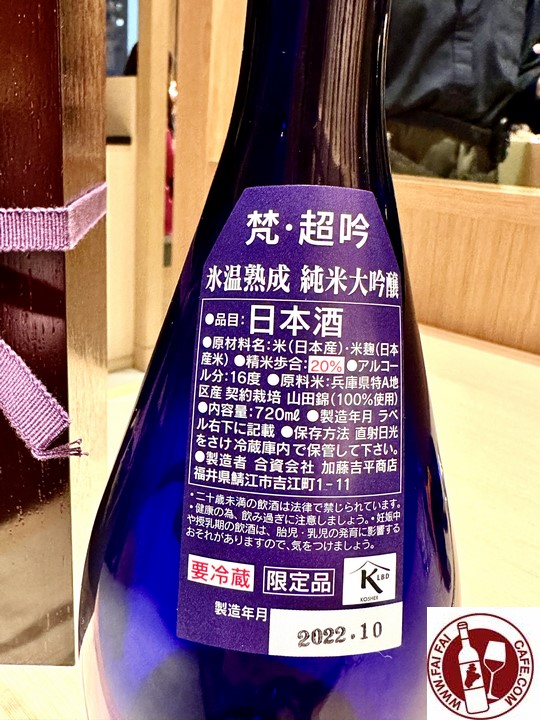 梵・超吟
氷温熟成 純米大吟醸
●品目:日本酒
●原材料名:米(日本産)・米麹(日本
産米) ●精米歩合:20% ●アルコー
ル分:16度 ●原料米:兵庫県特A地
区産 契約栽培 山田錦(100%使用)
●内容量:720ml ●製造年月 ラベ
ル右下に記載 ●保存方法 直射日光
をさけ冷蔵庫内で保管して下さい。
●製造者 合資会社 加藤吉平商店
福井県鯖江市吉江町1-11
・二十歳未満の飲酒は法律で禁じられています。
・健康の為、飲み過ぎに注意しましょう。・妊娠中
や授乳期の飲酒は、胎児・乳児の発育に影響する
おそれがありますので、気をつけましょう。
要冷蔵 限定品 K LBD KOSHER
製造年月 2022.10
WWW.FAIFAICAFE.COM